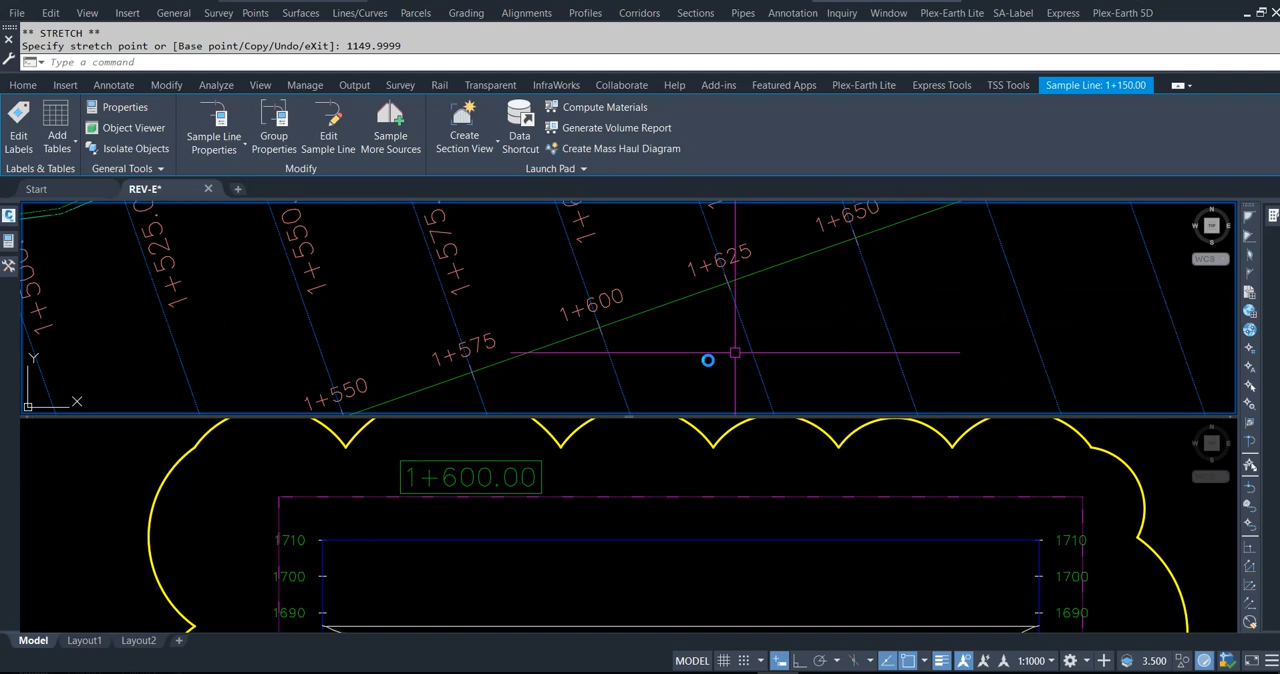 File Edit View Insert General Survey Points Surfaces Lines/Curves Parcels Grading Alignments Profiles Corridors Sections Pipes Annotation Inquiry Window Plex-Earth Lite SA-Label Express Plex-Earth 5D
** STRETCH **
Specify stretch point or [Base point/Copy/Undo/eXit]: 1149.9999
Type a command
Home Insert Annotate Modify Analyze View Manage Output Survey Rail Transparent InfraWorks Collaborate Help Add-ins Featured Apps Plex-Earth Lite Express Tools TSS Tools Sample Line: 1+150.00
Edit Labels
Add Tables
Properties
Object Viewer
Isolate Objects
Sample Line Properties
Group Properties
Edit Sample Line
Sample More Sources
Create Section View
Data Shortcut
Compute Materials
Generate Volume Report
Create Mass Haul Diagram
Labels & Tables General Tools Modify Launch Pad
Start REV-E*
1+550
1+575
1+600
1+625
1+650
N
W TOP E
S
WCS
Y
X
1+600.00
1710 1710
1700 1700
1690 1690
Model Layout1 Layout2
MODEL 1:1000 3.500